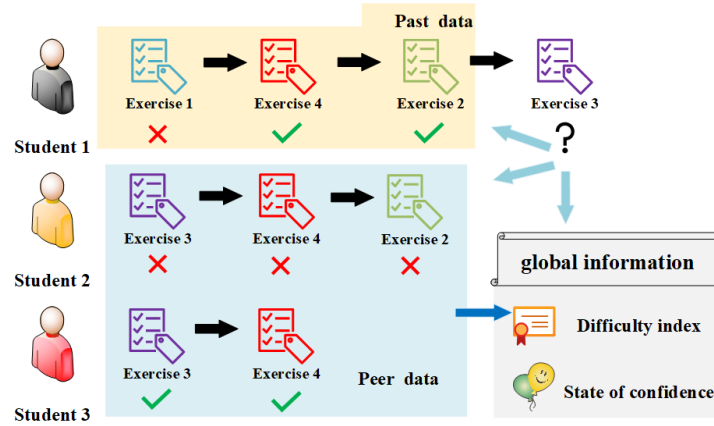 Past data
Exercise 1
Exercise 4
Exercise 2
Exercise 3
Student 1
?
Exercise 3
Exercise 4
Exercise 2
Student 2
global information
Difficulty index
Exercise 3
Exercise 4
Peer data
State of confidence
Student 3